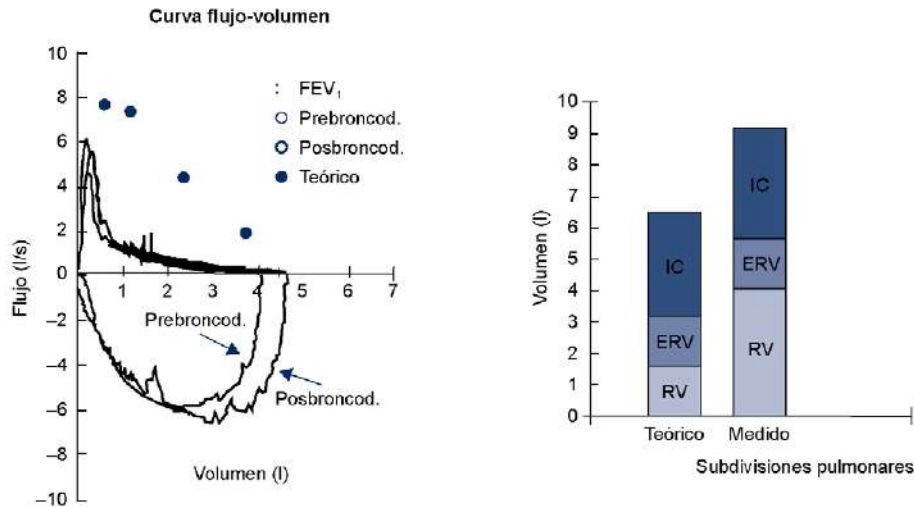 Curva flujo-volumen
10
8
6
4
2
0
–2
–4
–6
–8
–10
Flujo (l/s)
1 2 3 4 5 6 7
: FEV₁
Prebroncod.
Posbroncod.
Teórico
Prebroncod.
Posbroncod.
Volumen (l)
10
9
8
7
6
5
4
3
2
1
0
Volumen (l)
IC
ERV
RV
IC
ERV
RV
Teórico Medido
Subdivisiones pulmonares